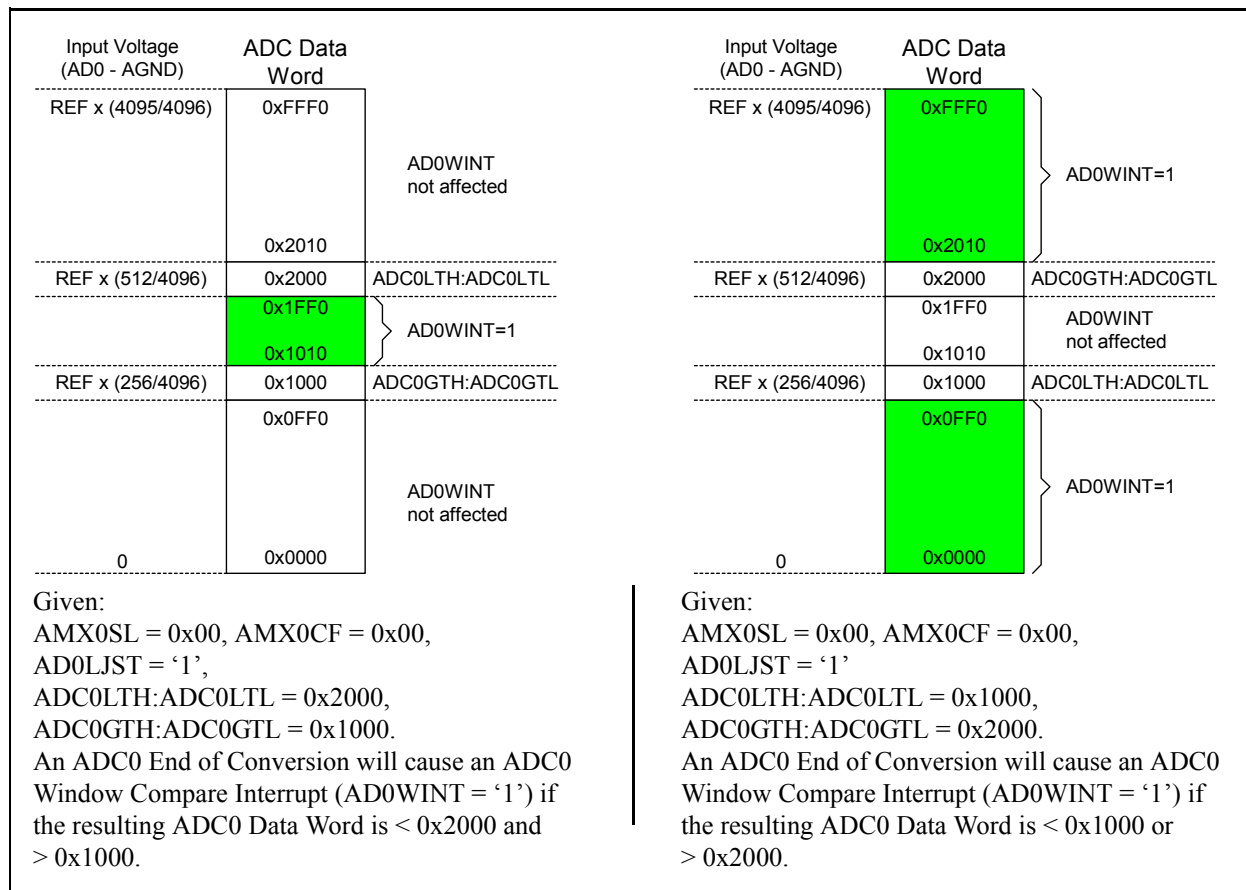 Input Voltage
(AD0 - AGND)
ADC Data
Word
REF x (4095/4096)
0xFFF0
AD0WINT
not affected
0x2010
REF x (512/4096)
0x2000
ADC0LTH:ADC0LTL
0x1FF0
AD0WINT=1
0x1010
REF x (256/4096)
0x1000
ADC0GTH:ADC0GTL
0x0FF0
AD0WINT
not affected
0
0x0000
Given:
AMX0SL = 0x00, AMX0CF = 0x00,
AD0LJST = ‘1’,
ADC0LTH:ADC0LTL = 0x2000,
ADC0GTH:ADC0GTL = 0x1000.
An ADC0 End of Conversion will cause an ADC0
Window Compare Interrupt (AD0WINT = ‘1’) if
the resulting ADC0 Data Word is < 0x2000 and
> 0x1000.
Input Voltage
(AD0 - AGND)
ADC Data
Word
REF x (4095/4096)
0xFFF0
AD0WINT=1
0x2010
REF x (512/4096)
0x2000
ADC0GTH:ADC0GTL
0x1FF0
AD0WINT
not affected
0x1010
REF x (256/4096)
0x1000
ADC0LTH:ADC0LTL
0x0FF0
AD0WINT=1
0
0x0000
Given:
AMX0SL = 0x00, AMX0CF = 0x00,
AD0LJST = ‘1’
ADC0LTH:ADC0LTL = 0x1000,
ADC0GTH:ADC0GTL = 0x2000.
An ADC0 End of Conversion will cause an ADC0
Window Compare Interrupt (AD0WINT = ‘1’) if
the resulting ADC0 Data Word is < 0x1000 or
> 0x2000.